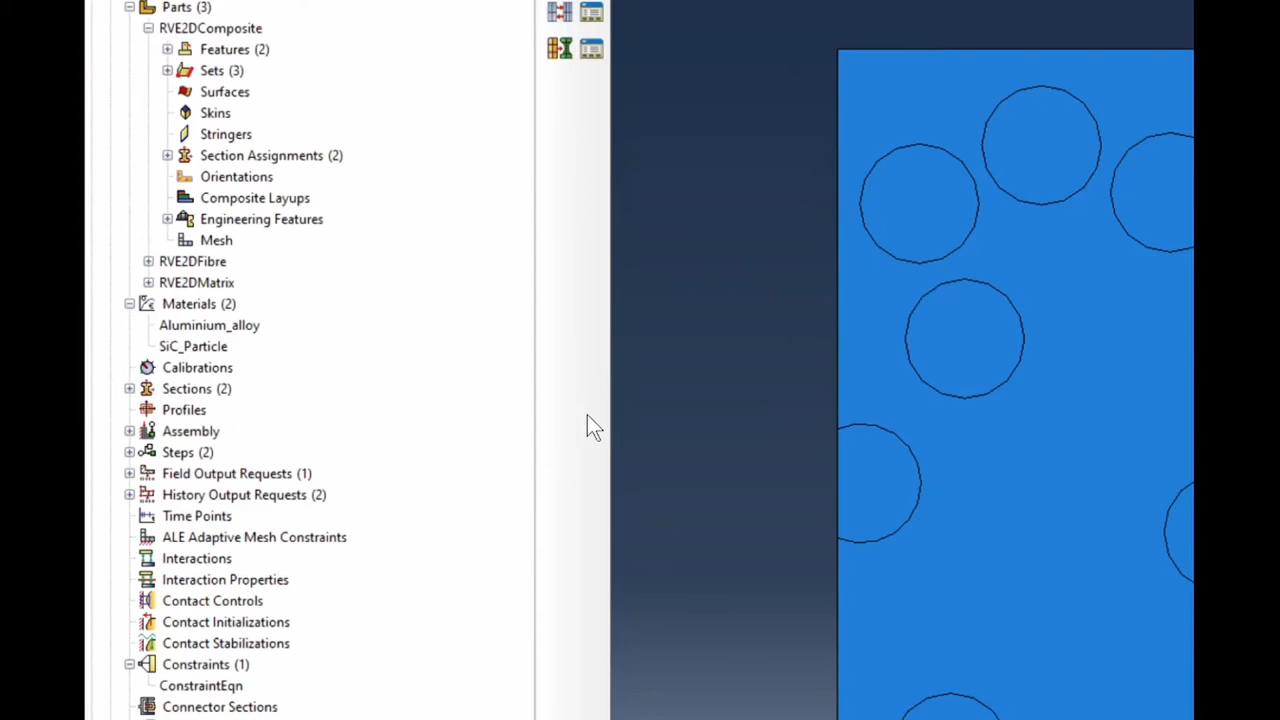 Parts (3)
RVE2DComposite
Features (2)
Sets (3)
Surfaces
Skins
Stringers
Section Assignments (2)
Orientations
Composite Layups
Engineering Features
Mesh
RVE2DFibre
RVE2DMatrix
Materials (2)
Aluminium_alloy
SiC_Particle
Calibrations
Sections (2)
Profiles
Assembly
Steps (2)
Field Output Requests (1)
History Output Requests (2)
Time Points
ALE Adaptive Mesh Constraints
Interactions
Interaction Properties
Contact Controls
Contact Initializations
Contact Stabilizations
Constraints (1)
ConstraintEqn
Connector Sections